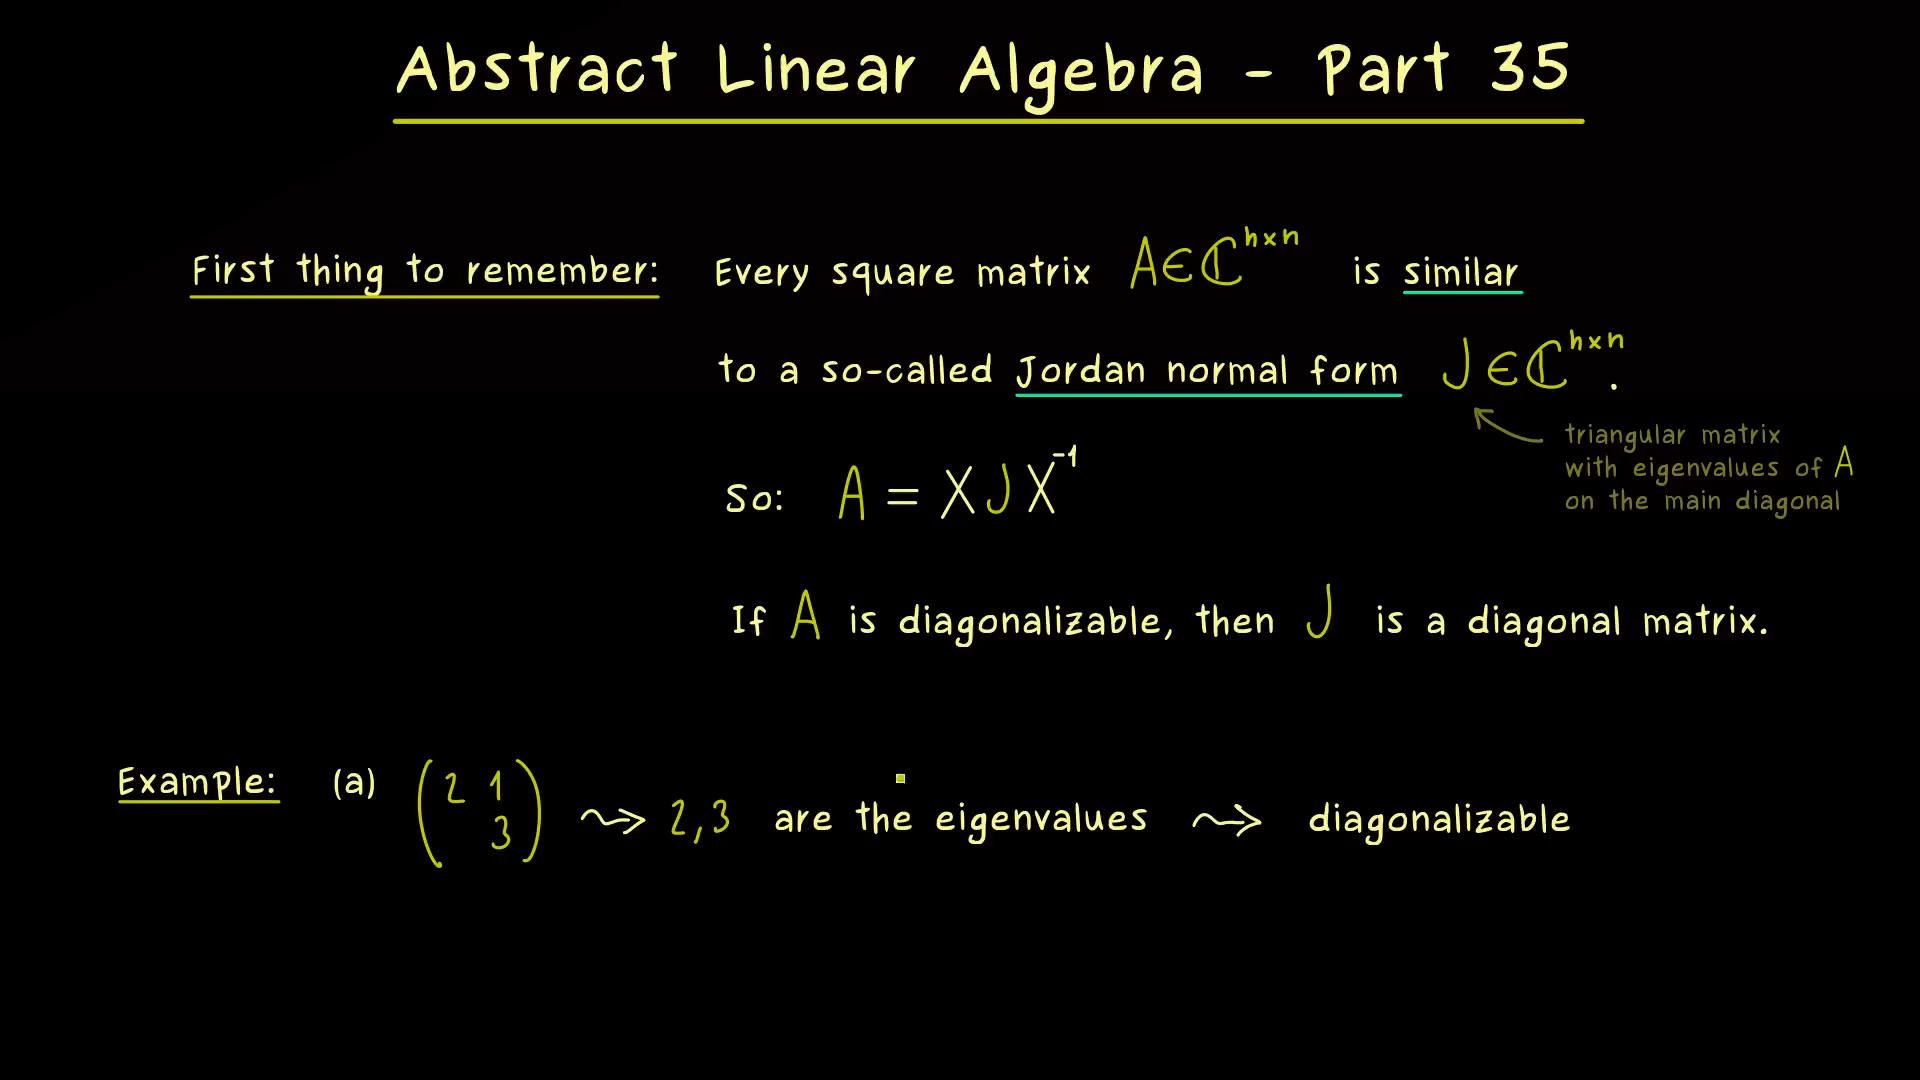 Abstract Linear Algebra - Part 35
First thing to remember: Every square matrix A∈ℂⁿˣⁿ is similar
to a so-called Jordan normal form J∈ℂⁿˣⁿ.
triangular matrix
with eigenvalues of A
on the main diagonal
So: A = XJX⁻¹
If A is diagonalizable, then J is a diagonal matrix.
Example: (a) (2 1
3) ⇝ 2,3 are the eigenvalues ⇝ diagonalizable